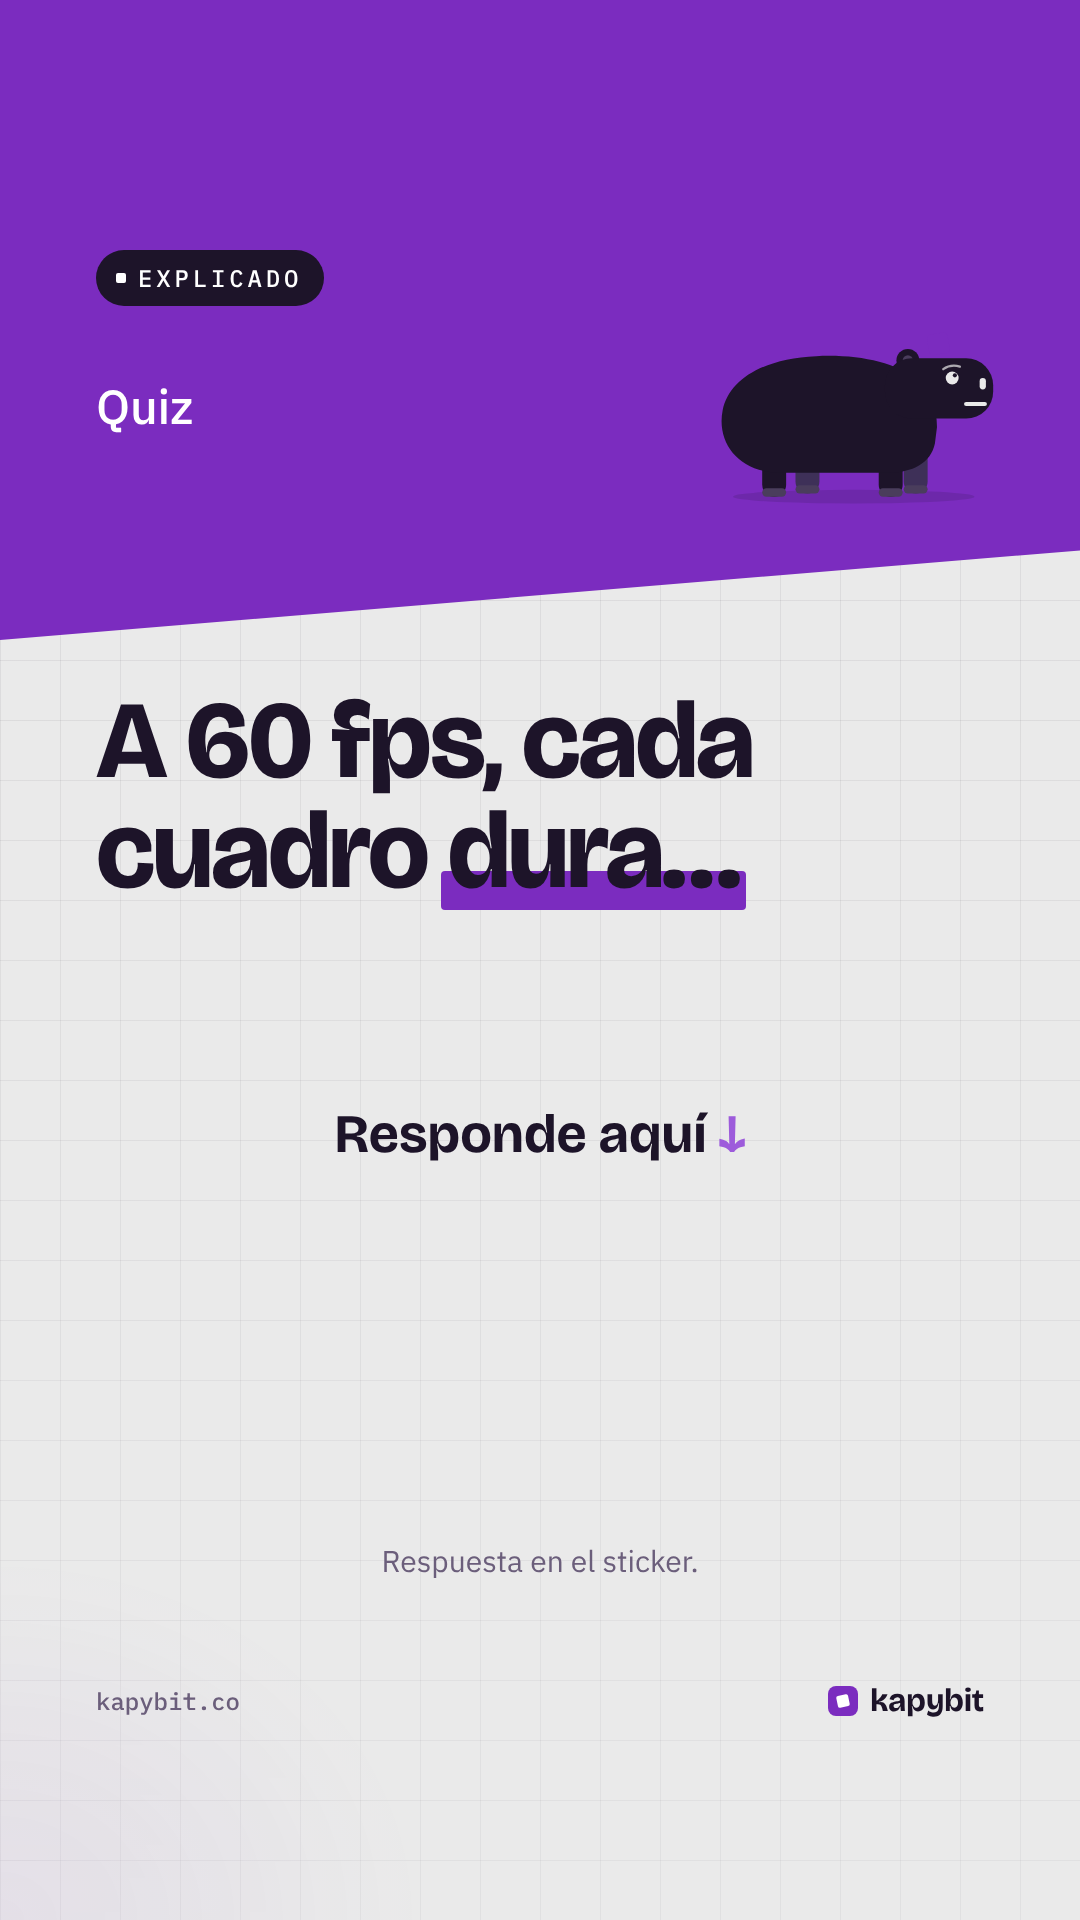 EXPLICADO
Quiz
A 60 fps, cada
cuadro dura...
Responde aquí ↓
Respuesta en el sticker.
kapybit.co
kapybit